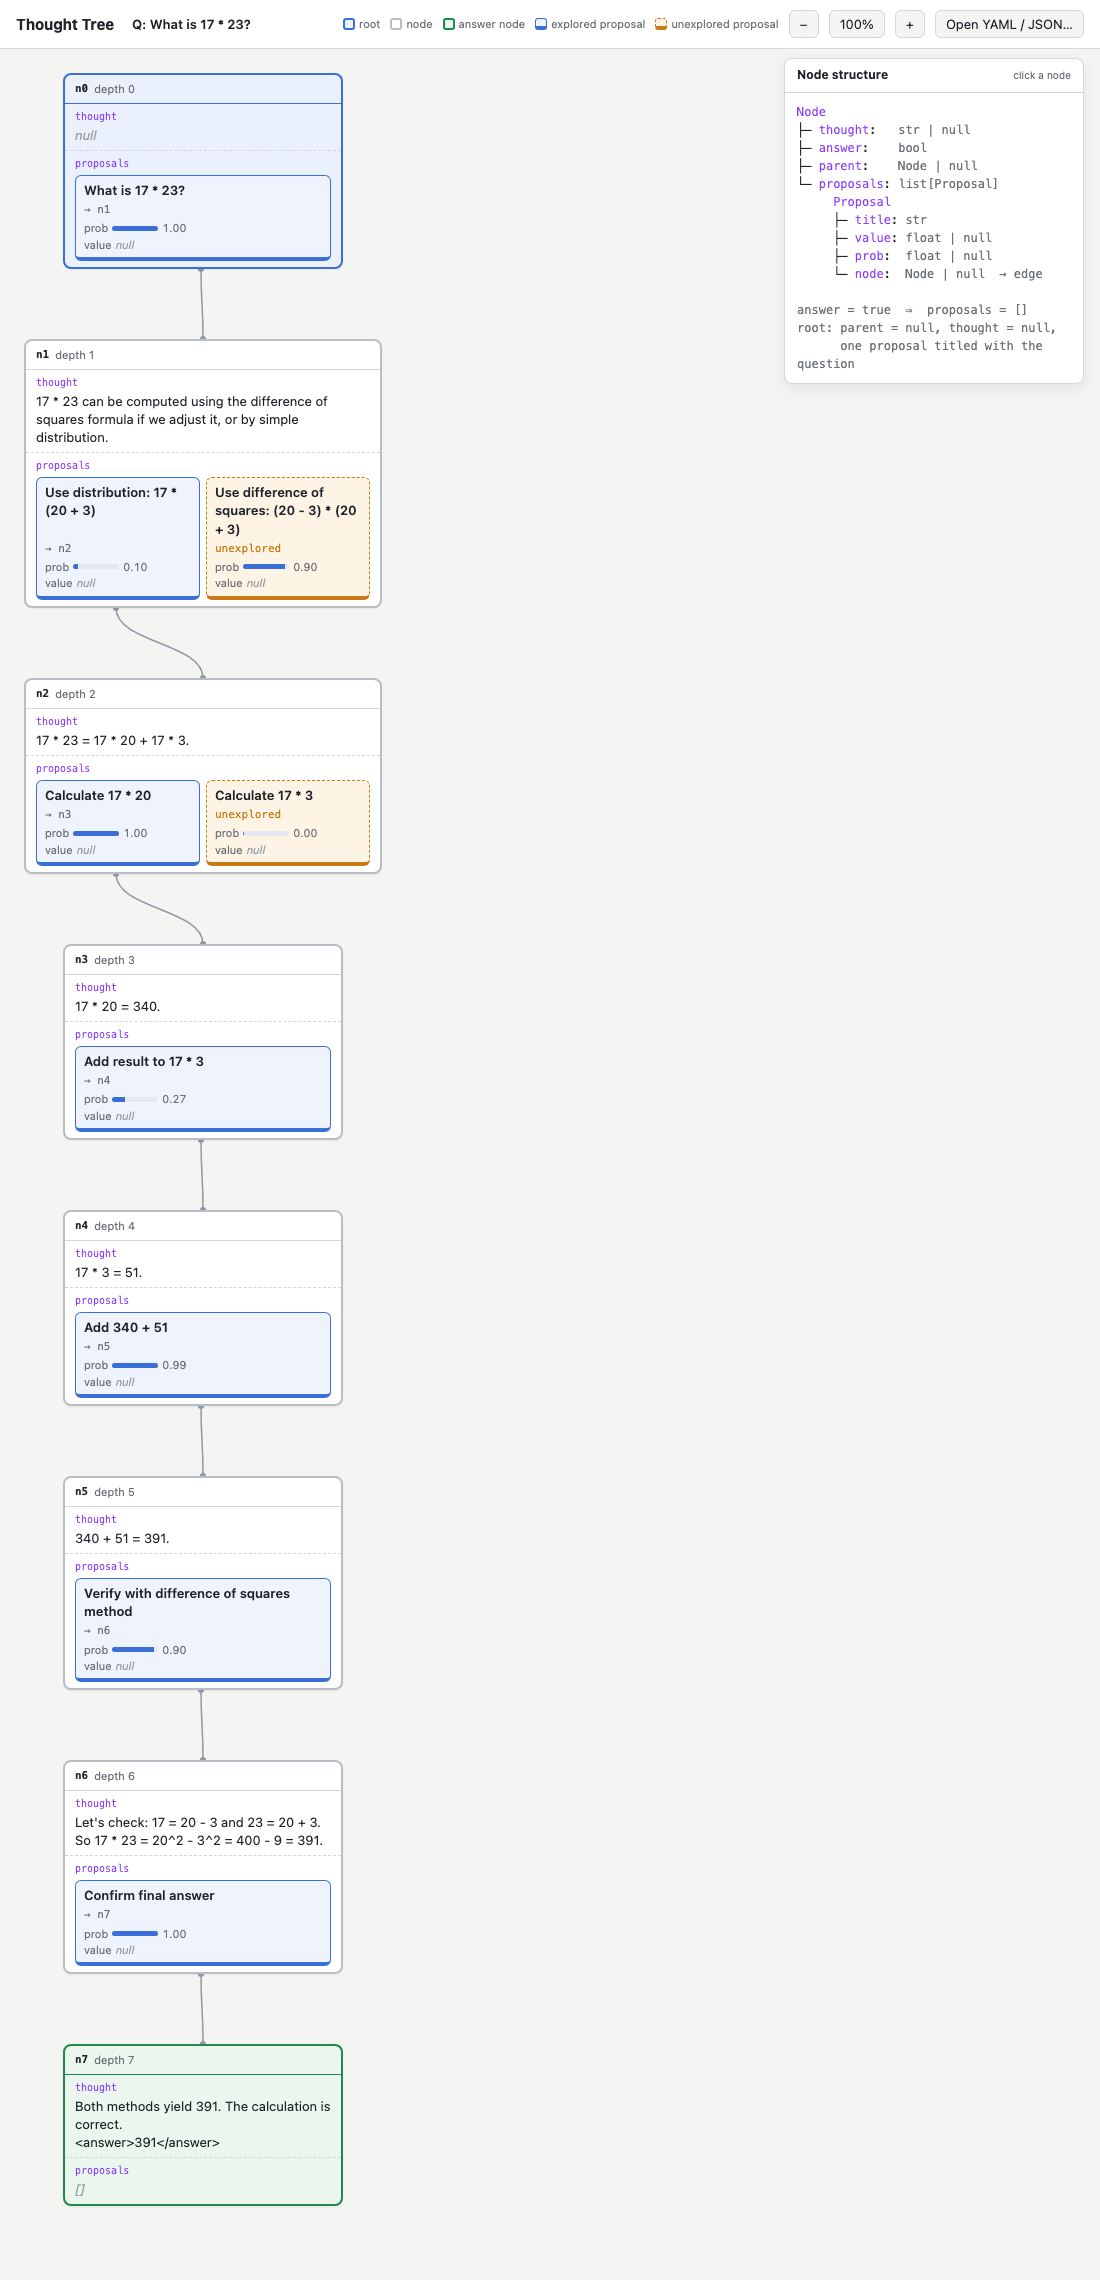 Thought Tree
Q: What is 17 * 23?
root
node
answer node
explored proposal
unexplored proposal
−
100%
+
Open YAML / JSON…
Node structure
click a node
Node
├─ thought: str | null
├─ answer: bool
├─ parent: Node | null
└─ proposals: list[Proposal]
Proposal
├─ title: str
├─ value: float | null
├─ prob: float | null
└─ node: Node | null → edge
answer = true ⇒ proposals = []
root: parent = null, thought = null,
one proposal titled with the
question
n0 depth 0
thought
null
proposals
What is 17 * 23?
→ n1
prob 1.00
value null
n1 depth 1
thought
17 * 23 can be computed using the difference of
squares formula if we adjust it, or by simple
distribution.
proposals
Use distribution: 17 *
(20 + 3)
→ n2
prob 0.10
value null
Use difference of
squares: (20 - 3) * (20
+ 3)
unexplored
prob 0.90
value null
n2 depth 2
thought
17 * 23 = 17 * 20 + 17 * 3.
proposals
Calculate 17 * 20
→ n3
prob 1.00
value null
Calculate 17 * 3
unexplored
prob 0.00
value null
n3 depth 3
thought
17 * 20 = 340.
proposals
Add result to 17 * 3
→ n4
prob 0.27
value null
n4 depth 4
thought
17 * 3 = 51.
proposals
Add 340 + 51
→ n5
prob 0.99
value null
n5 depth 5
thought
340 + 51 = 391.
proposals
Verify with difference of squares
method
→ n6
prob 0.90
value null
n6 depth 6
thought
Let's check: 17 = 20 - 3 and 23 = 20 + 3.
So 17 * 23 = 20^2 - 3^2 = 400 - 9 = 391.
proposals
Confirm final answer
→ n7
prob 1.00
value null
n7 depth 7
thought
Both methods yield 391. The calculation is
correct.
<answer>391</answer>
proposals
[]